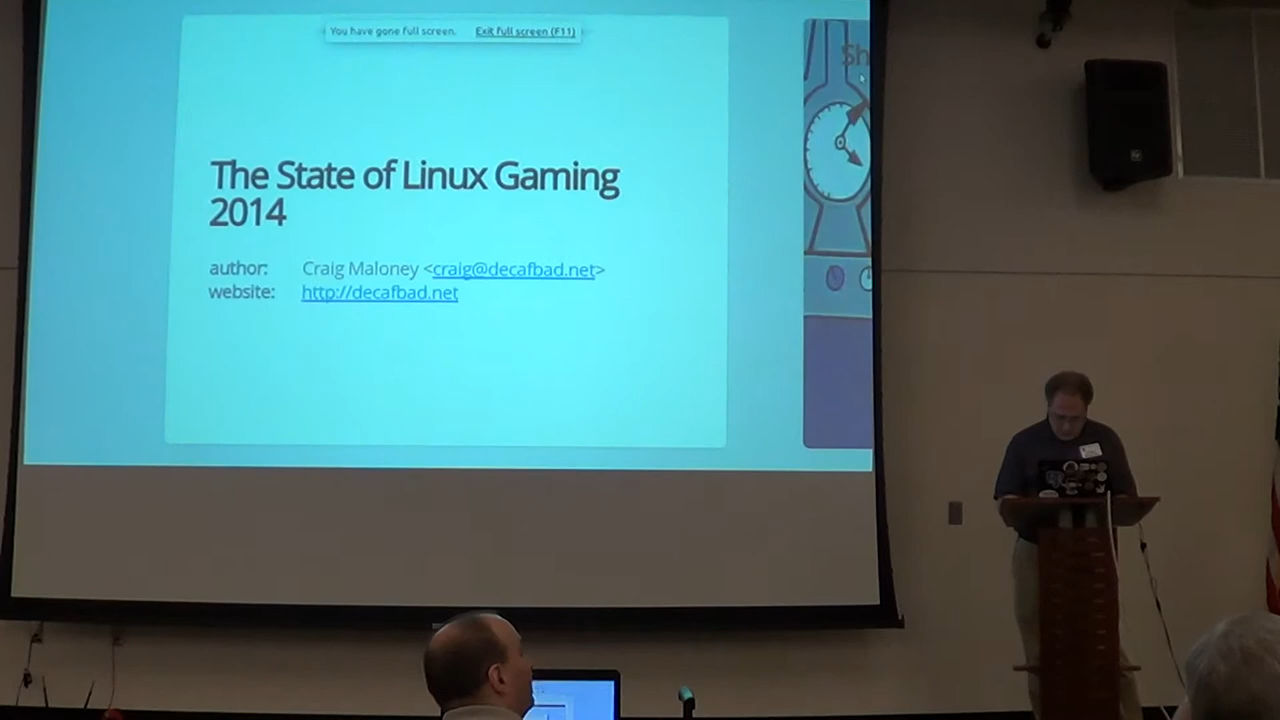 You have gone full screen. Exit full screen (F11)
Sh
The State of Linux Gaming
2014
author: Craig Maloney <craig@decafbad.net>
website: http://decafbad.net